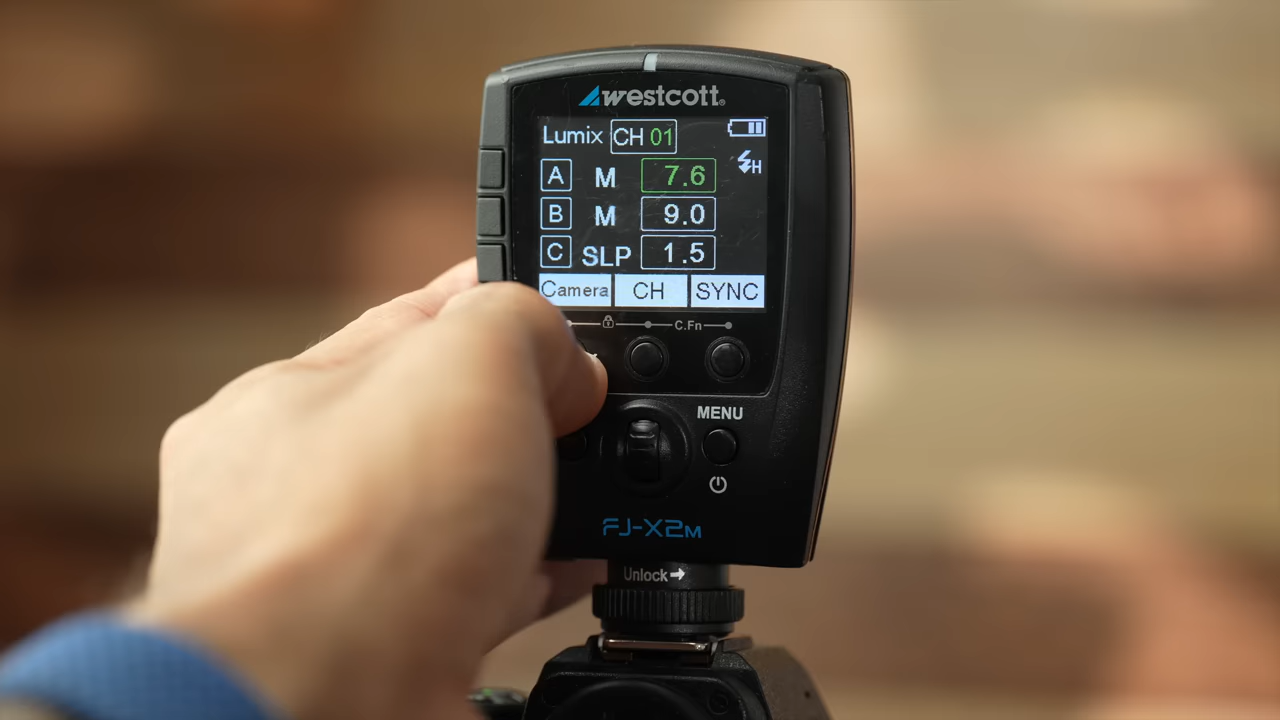 westcott®
Lumix CH 01
H
A M 7.6
B M 9.0
C SLP 1.5
Camera CH SYNC
C.Fn
MENU
FJ-X2M
Unlock